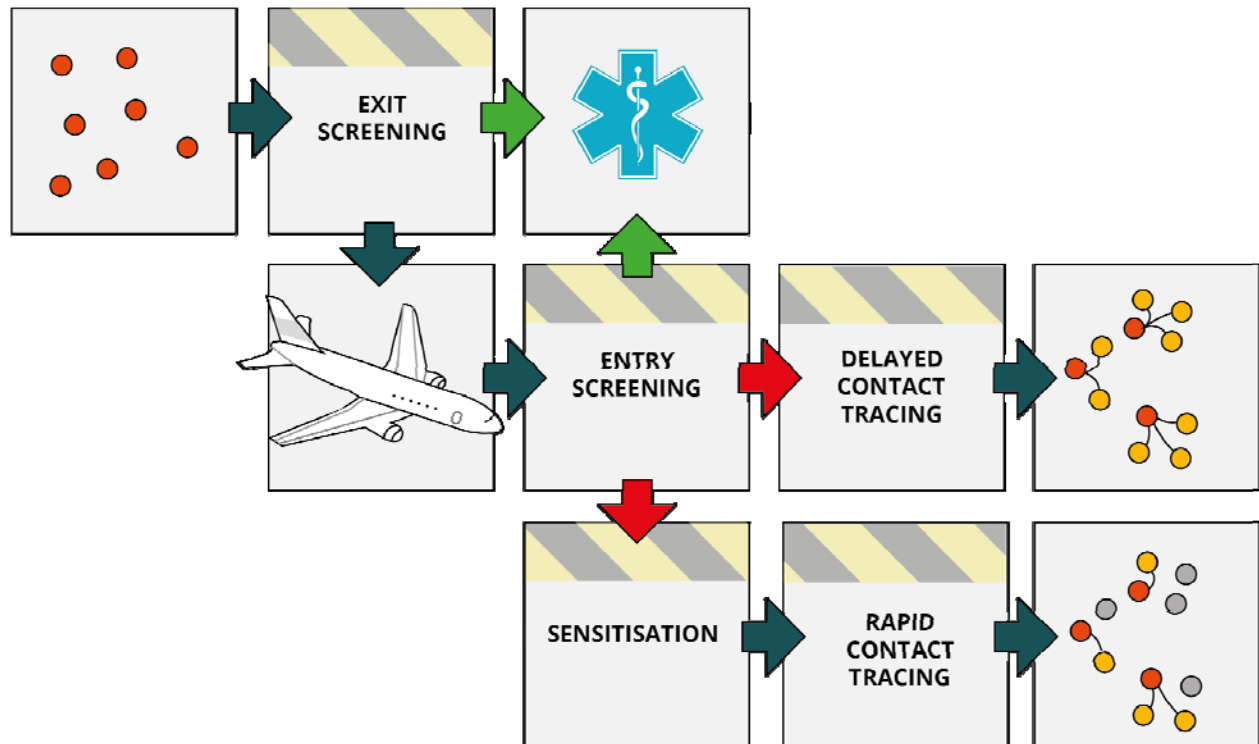 EXIT
SCREENING
ENTRY
SCREENING
DELAYED
CONTACT
TRACING
SENSITISATION
RAPID
CONTACT
TRACING